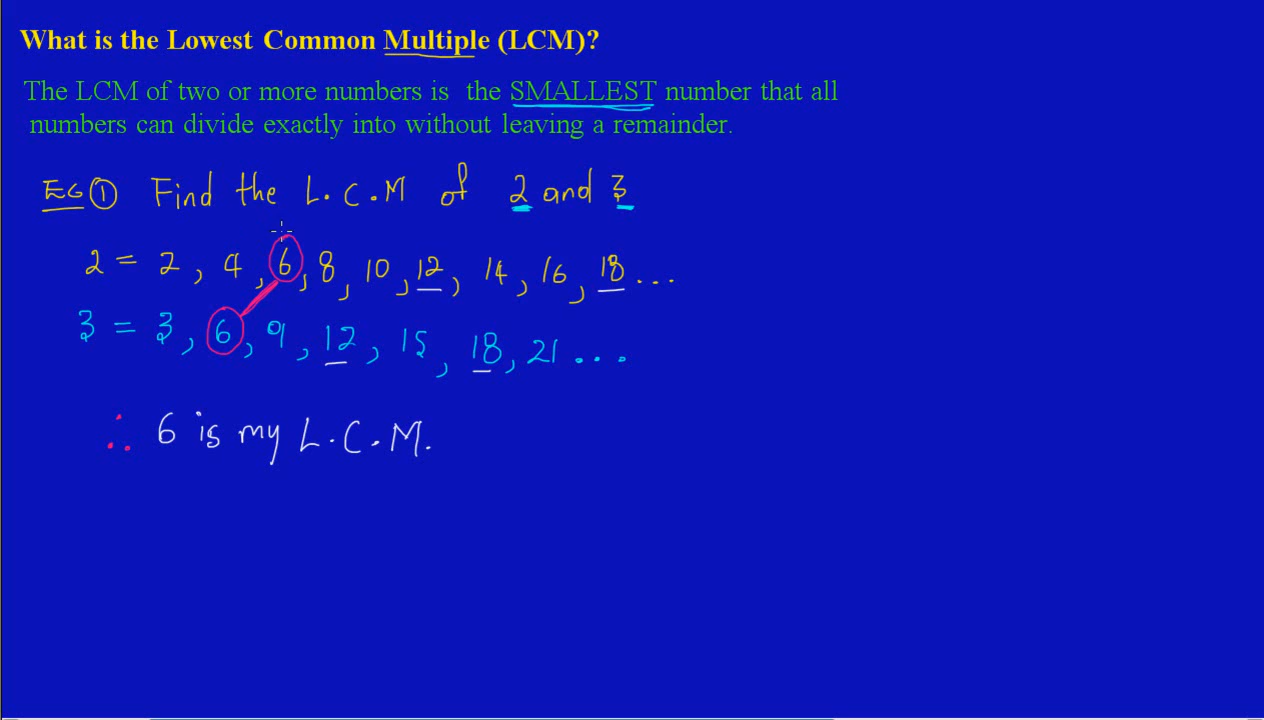 What is the Lowest Common Multiple (LCM)?
The LCM of two or more numbers is the SMALLEST number that all
numbers can divide exactly into without leaving a remainder.
EG ① Find the L.C.M of 2 and 3
2 = 2, 4, 6, 8, 10, 12, 14, 16, 18 ...
3 = 3, 6, 9, 12, 15, 18, 21 ...
∴ 6 is my L.C.M.